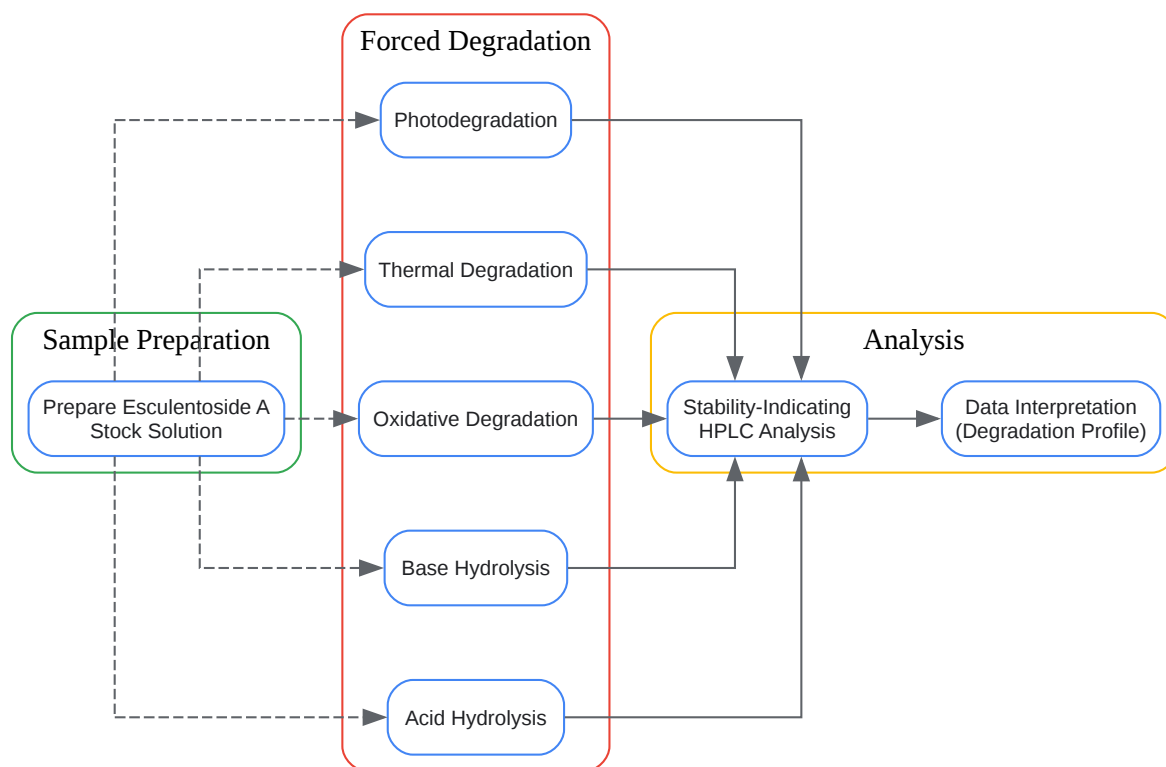 Forced Degradation
Photodegradation
Thermal Degradation
Sample Preparation
Analysis
Prepare Esculentoside A
Stock Solution
Oxidative Degradation
Stability-Indicating
HPLC Analysis
Data Interpretation
(Degradation Profile)
Base Hydrolysis
Acid Hydrolysis